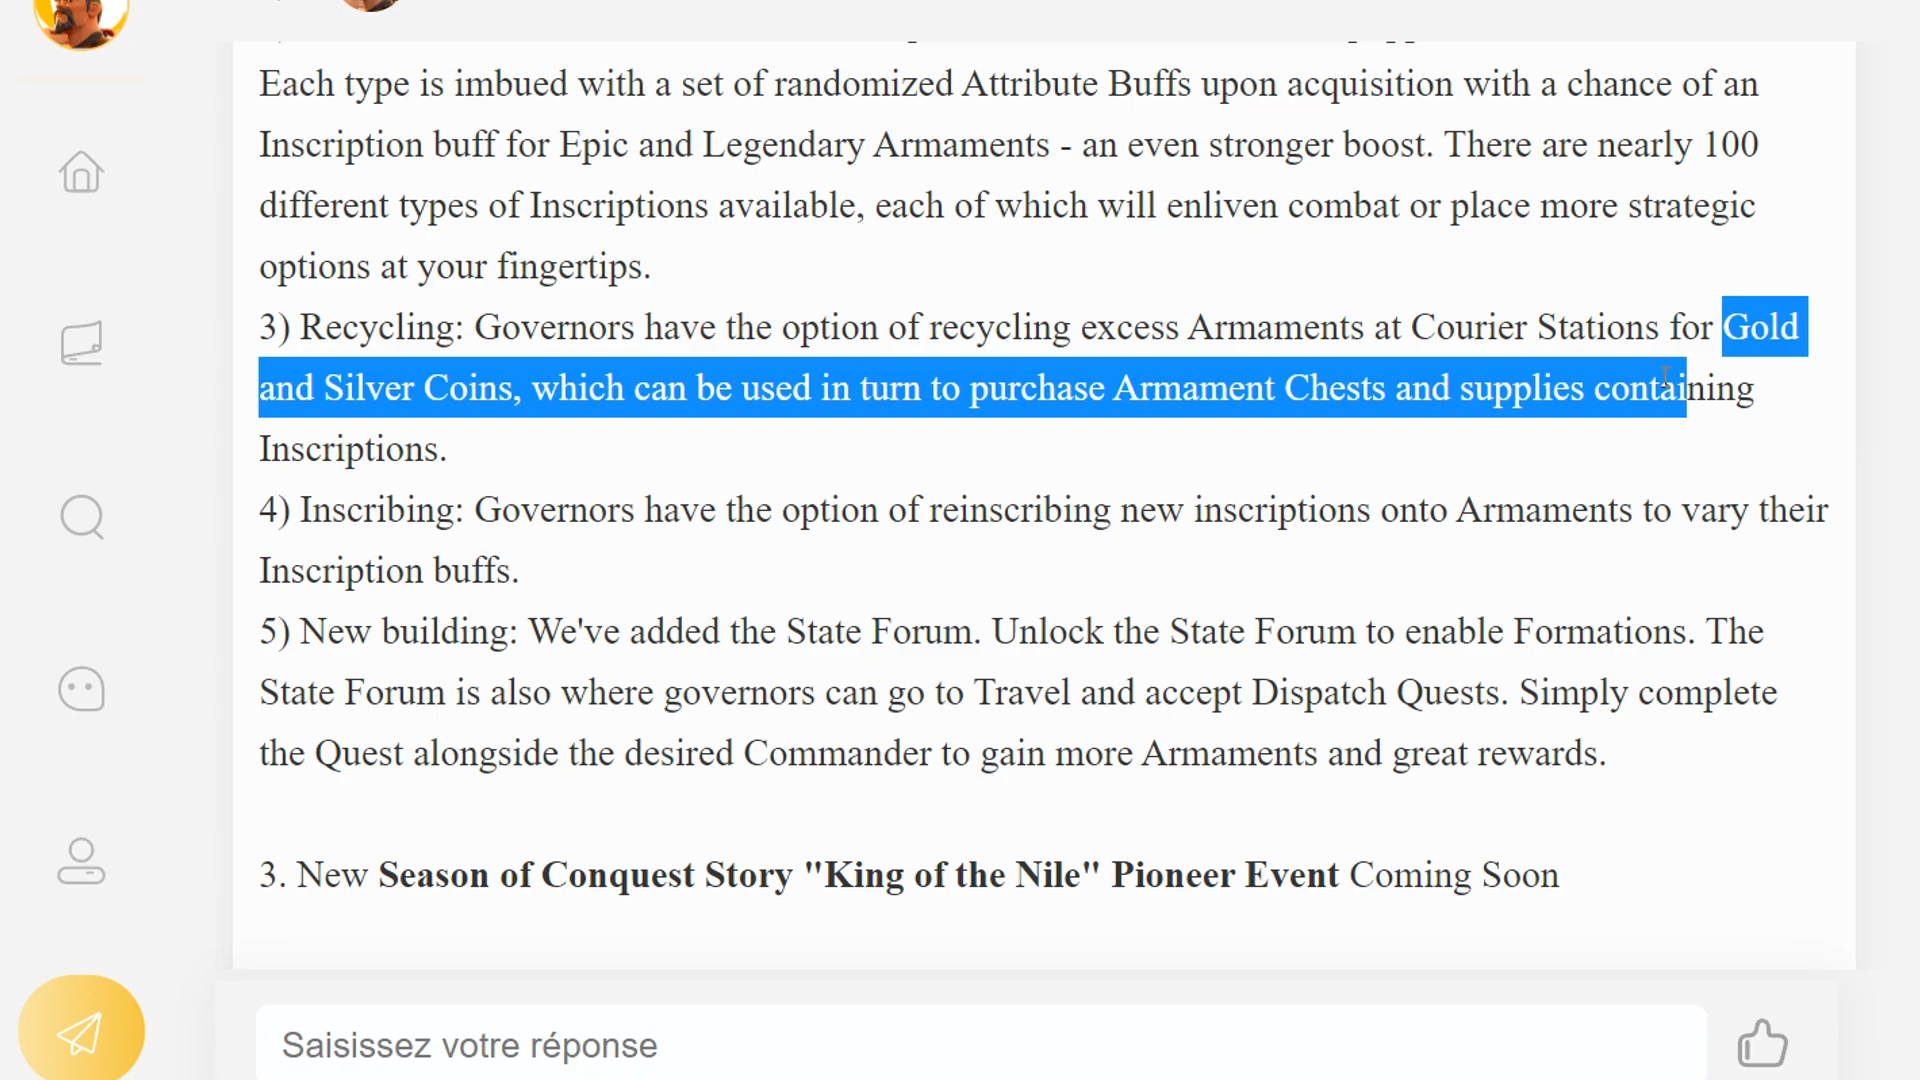 Each type is imbued with a set of randomized Attribute Buffs upon acquisition with a chance of an
Inscription buff for Epic and Legendary Armaments - an even stronger boost. There are nearly 100
different types of Inscriptions available, each of which will enliven combat or place more strategic
options at your fingertips.
3) Recycling: Governors have the option of recycling excess Armaments at Courier Stations for Gold
and Silver Coins, which can be used in turn to purchase Armament Chests and supplies containing
Inscriptions.
4) Inscribing: Governors have the option of reinscribing new inscriptions onto Armaments to vary their
Inscription buffs.
5) New building: We've added the State Forum. Unlock the State Forum to enable Formations. The
State Forum is also where governors can go to Travel and accept Dispatch Quests. Simply complete
the Quest alongside the desired Commander to gain more Armaments and great rewards.
3. New Season of Conquest Story "King of the Nile" Pioneer Event Coming Soon
Saisissez votre réponse